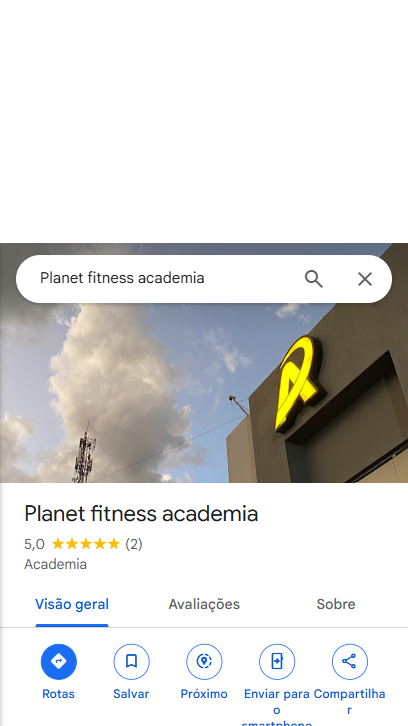 Planet fitness academia
Planet fitness academia
5,0 (2)
Academia
Visão geral Avaliações Sobre
Rotas Salvar Próximo Enviar para Compartilha
o r
smartphone